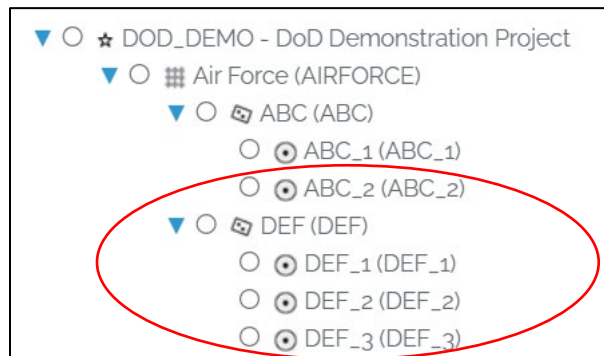 DOD_DEMO - DoD Demonstration Project
Air Force (AIRFORCE)
ABC (ABC)
ABC_1 (ABC_1)
ABC_2 (ABC_2)
DEF (DEF)
DEF_1 (DEF_1)
DEF_2 (DEF_2)
DEF_3 (DEF_3)